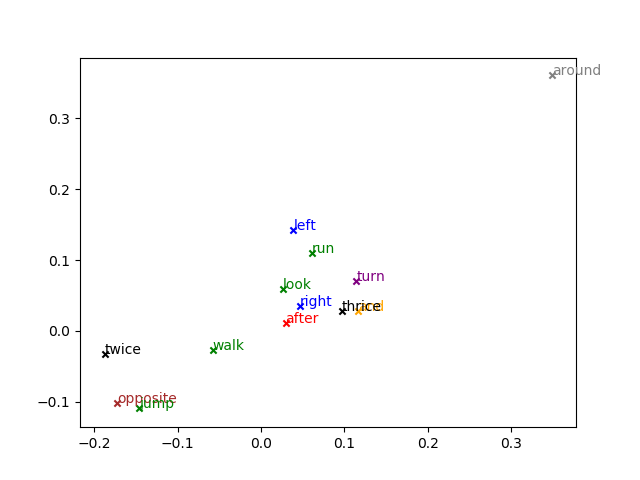 around
0.3
0.2
left
run
0.1
turn
look
right
thrice
and
after
0.0
walk
twice
opposite
jump
−0.1
−0.2
−0.1
0.0
0.1
0.2
0.3